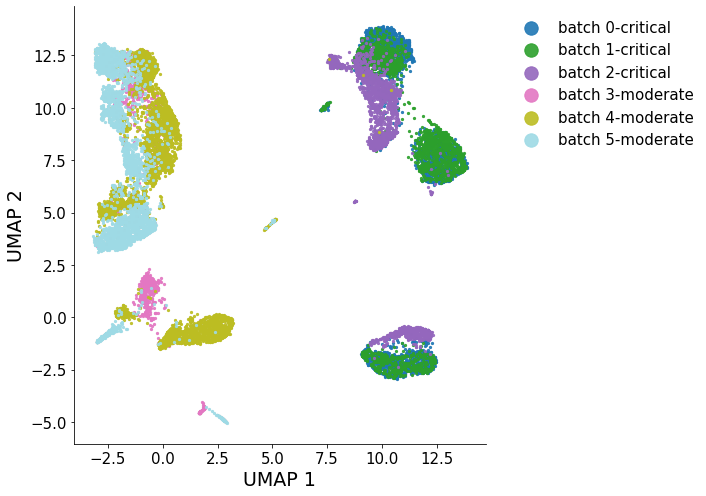 batch 0-critical
batch 1-critical
batch 2-critical
batch 3-moderate
batch 4-moderate
batch 5-moderate
12.5
10.0
7.5
5.0
2.5
0.0
−2.5
−5.0
UMAP 2
−2.5 0.0 2.5 5.0 7.5 10.0 12.5
UMAP 1